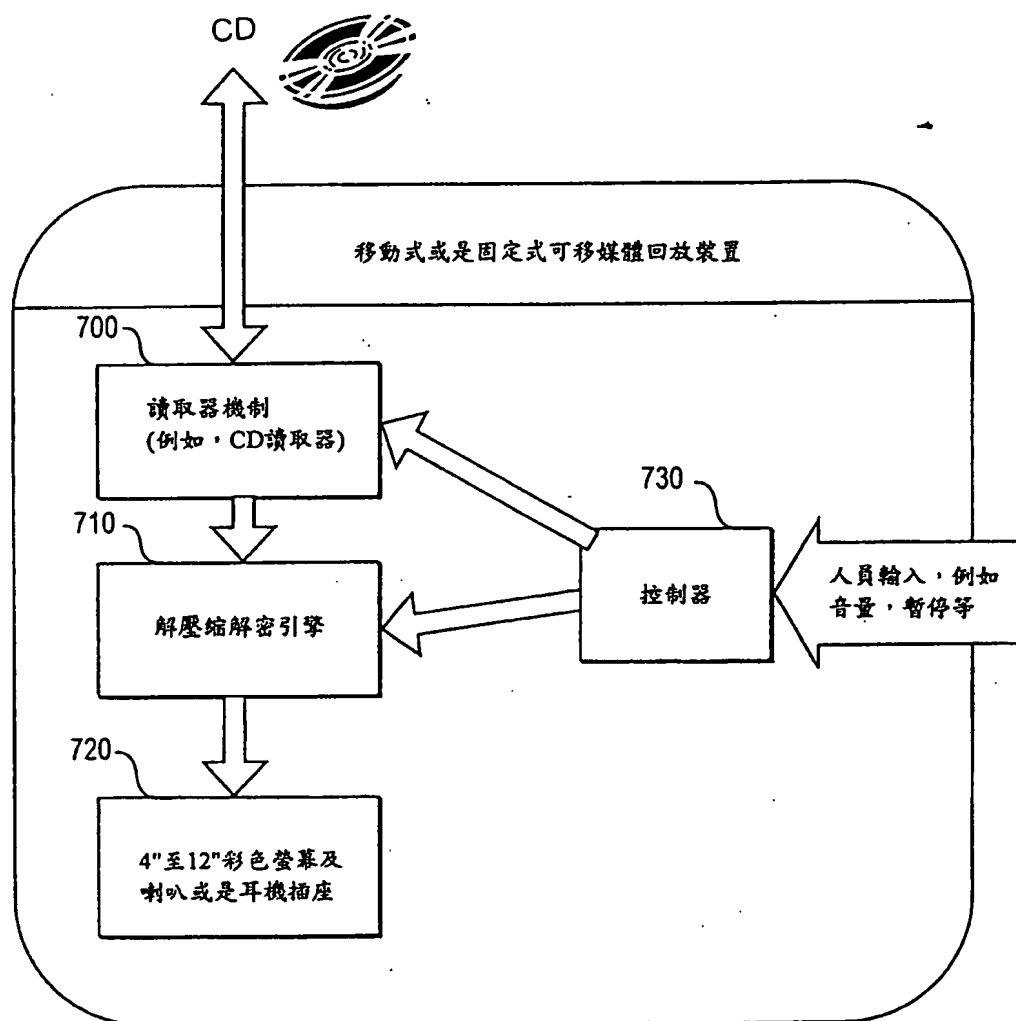 CD
移動式或是固定式可移媒體回放裝置
700
讀取器機制
(例如,CD讀取器)
710
解壓縮解密引擎
720
4"至12"彩色螢幕及
喇叭或是耳機插座
730
控制器
人員輸入,例如
音量,暫停等